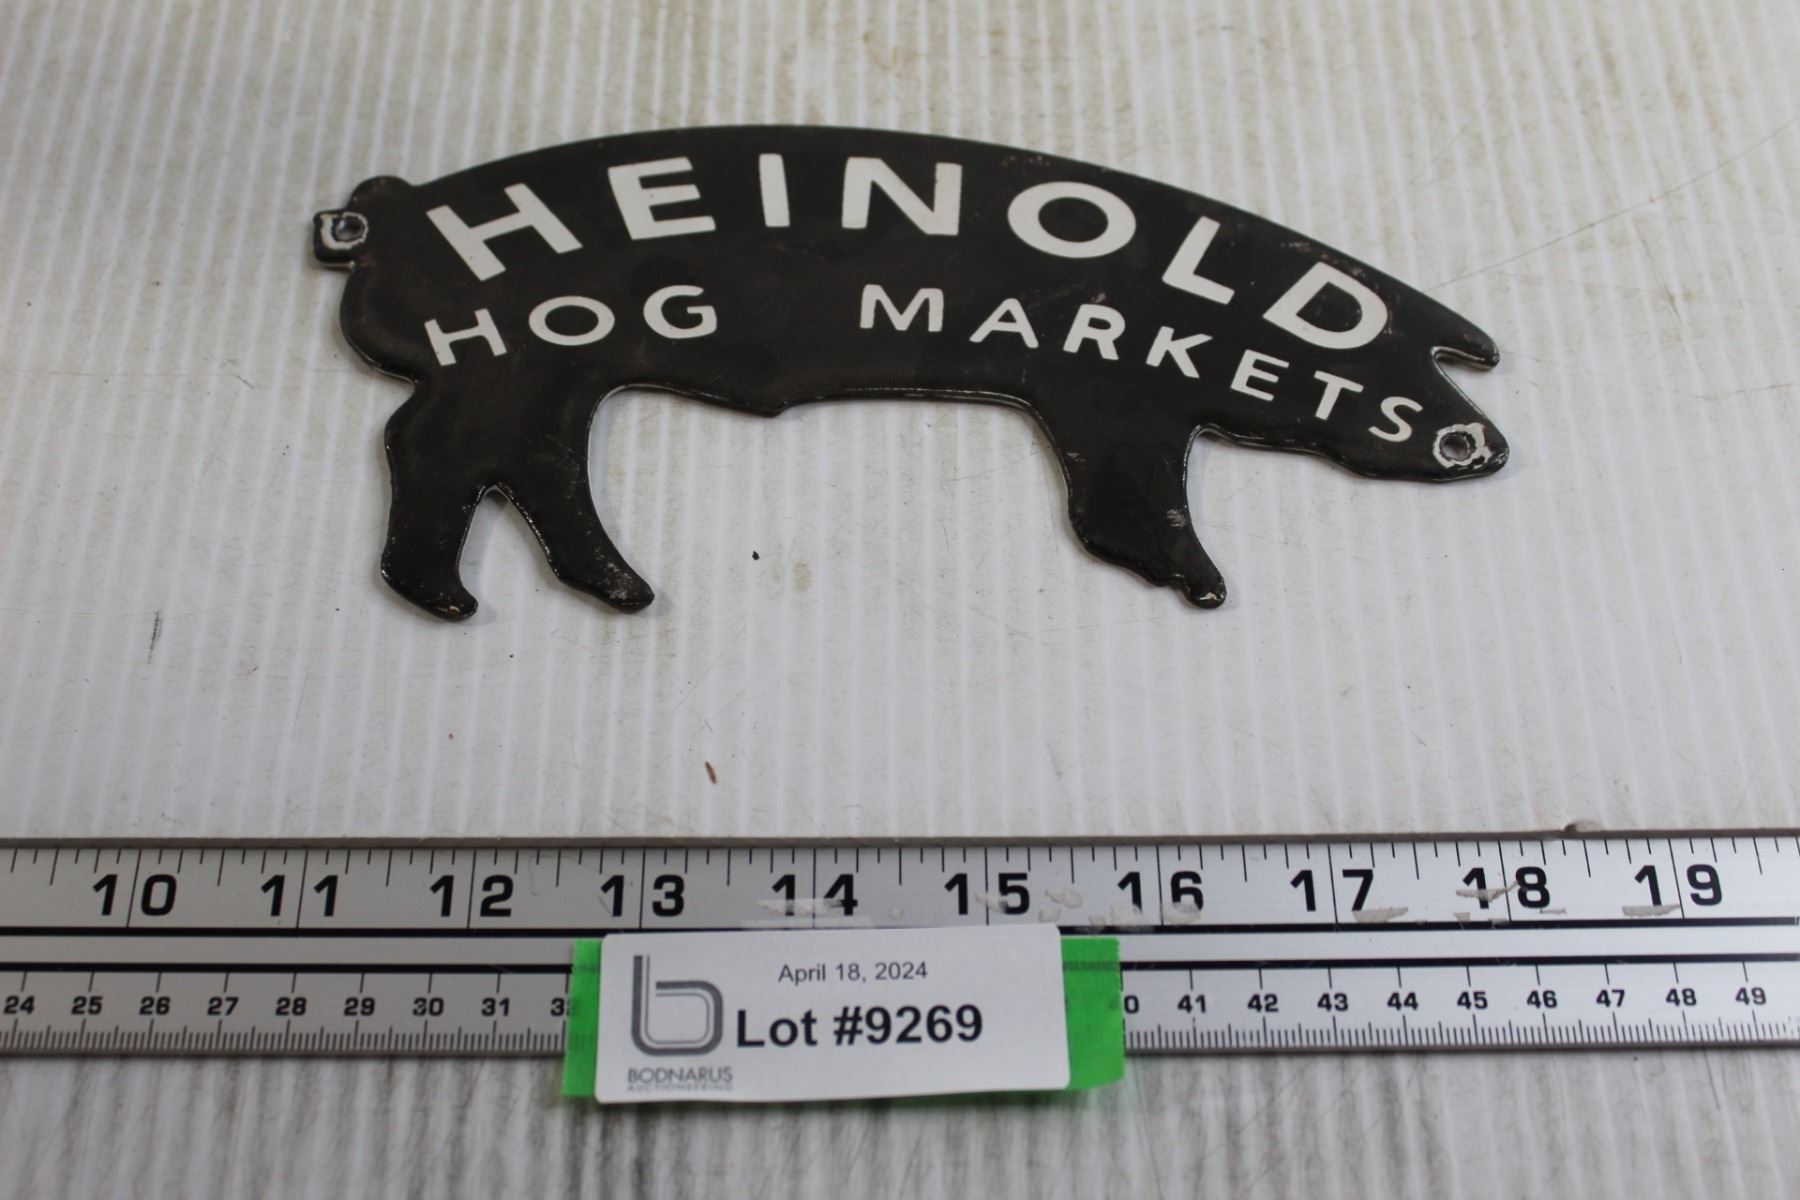 HEINOLD
HOG MARKETS
10 11 12 13 14 15 16 17 18 19
24 25 26 27 28 29 30 31 41 42 43 44 45 46 47 48 49
April 18, 2024
Lot #9269
BODNARUS
AUCTIONEERING